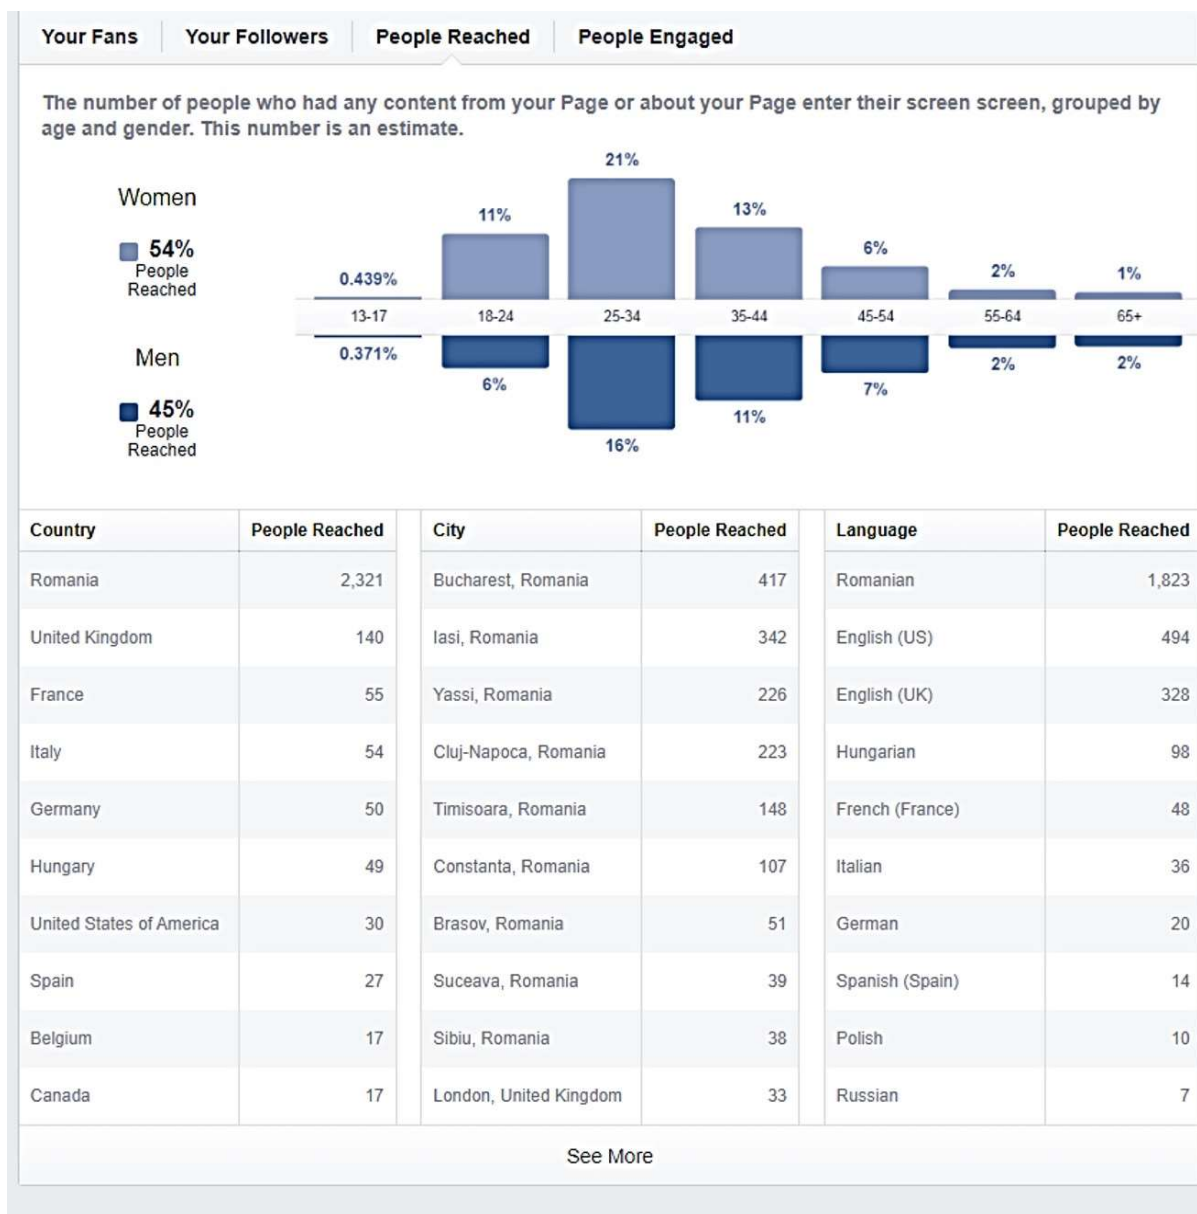 Your Fans Your Followers People Reached People Engaged
The number of people who had any content from your Page or about your Page enter their screen screen, grouped by
age and gender. This number is an estimate.
Women
54%
People
Reached
0.439% 11% 21% 13% 6% 2% 1%
13-17 18-24 25-34 35-44 45-54 55-64 65+
0.371% 6% 16% 11% 7% 2% 2%
Men
45%
People
Reached
Country People Reached City People Reached Language People Reached
Romania 2,321 Bucharest, Romania 417 Romanian 1,823
United Kingdom 140 Iasi, Romania 342 English (US) 494
France 55 Yassi, Romania 226 English (UK) 328
Italy 54 Cluj-Napoca, Romania 223 Hungarian 98
Germany 50 Timisoara, Romania 148 French (France) 48
Hungary 49 Constanta, Romania 107 Italian 36
United States of America 30 Brasov, Romania 51 German 20
Spain 27 Suceava, Romania 39 Spanish (Spain) 14
Belgium 17 Sibiu, Romania 38 Polish 10
Canada 17 London, United Kingdom 33 Russian 7
See More